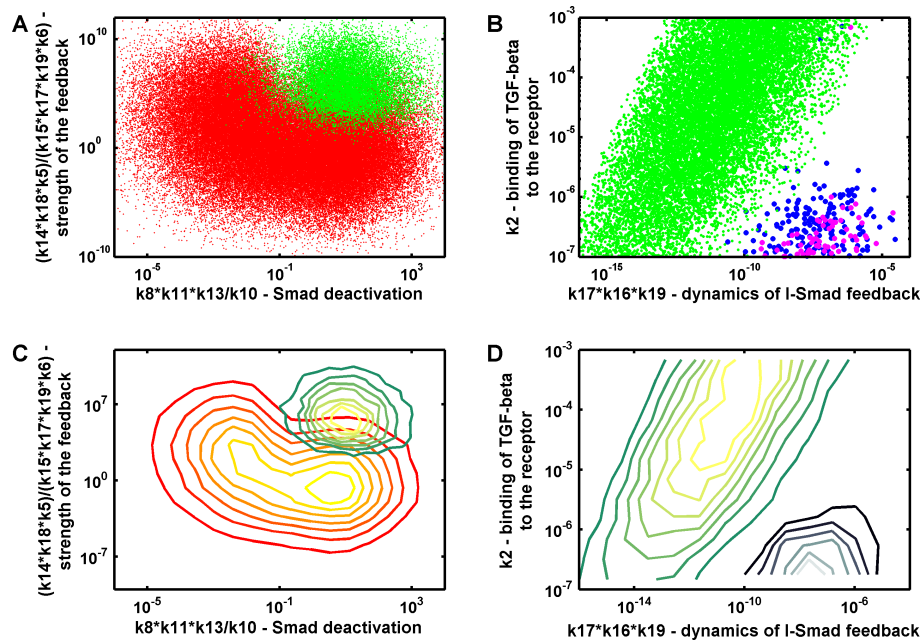 A
(k14*k18*k5)/(k15*k17*k19*k6) -
strength of the feedback
10^10
10^0
10^-10
10^-5
10^-1
10^3
k8*k11*k13/k10 - Smad deactivation
B
k2 - binding of TGF-beta
to the receptor
10^-3
10^-4
10^-5
10^-6
10^-7
10^-15
10^-10
10^-5
k17*k16*k19 - dynamics of I-Smad feedback
C
(k14*k18*k5)/(k15*k17*k19*k6) -
strength of the feedback
10^7
10^0
10^-7
10^-5
10^-1
10^3
k8*k11*k13/k10 - Smad deactivation
D
k2 - binding of TGF-beta
to the receptor
10^-3
10^-4
10^-5
10^-6
10^-7
10^-14
10^-10
10^-6
k17*k16*k19 - dynamics of I-Smad feedback